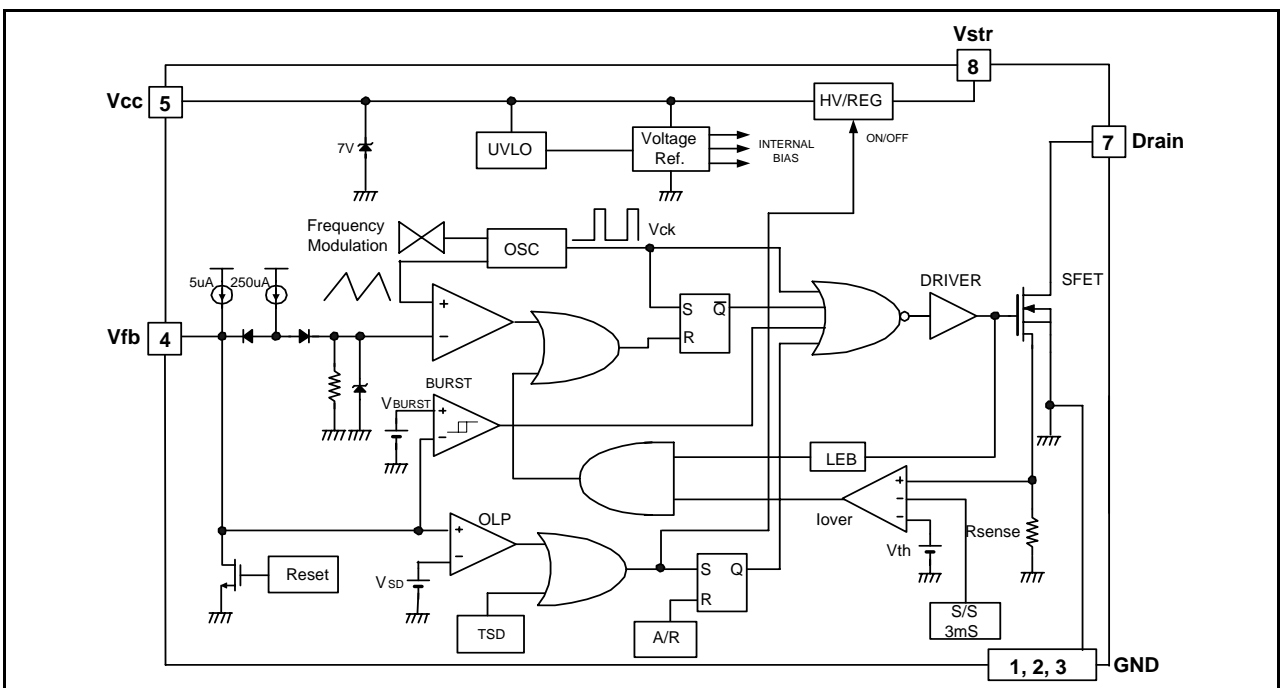 Vstr
8
Vcc 5
HV/REG
7V
UVLO
Voltage
Ref.
INTERNAL
BIAS
ON/OFF
7 Drain
Frequency
Modulation
OSC
Vck
5uA 250uA
DRIVER
SFET
+
−
S Q
R
Vfb 4
BURST
VBURST
+
−
LEB
+
−
−
Iover
Vth
Rsense
OLP
+
−
VSD
Reset
S Q
R
TSD
A/R
S/S
3mS
1, 2, 3 GND